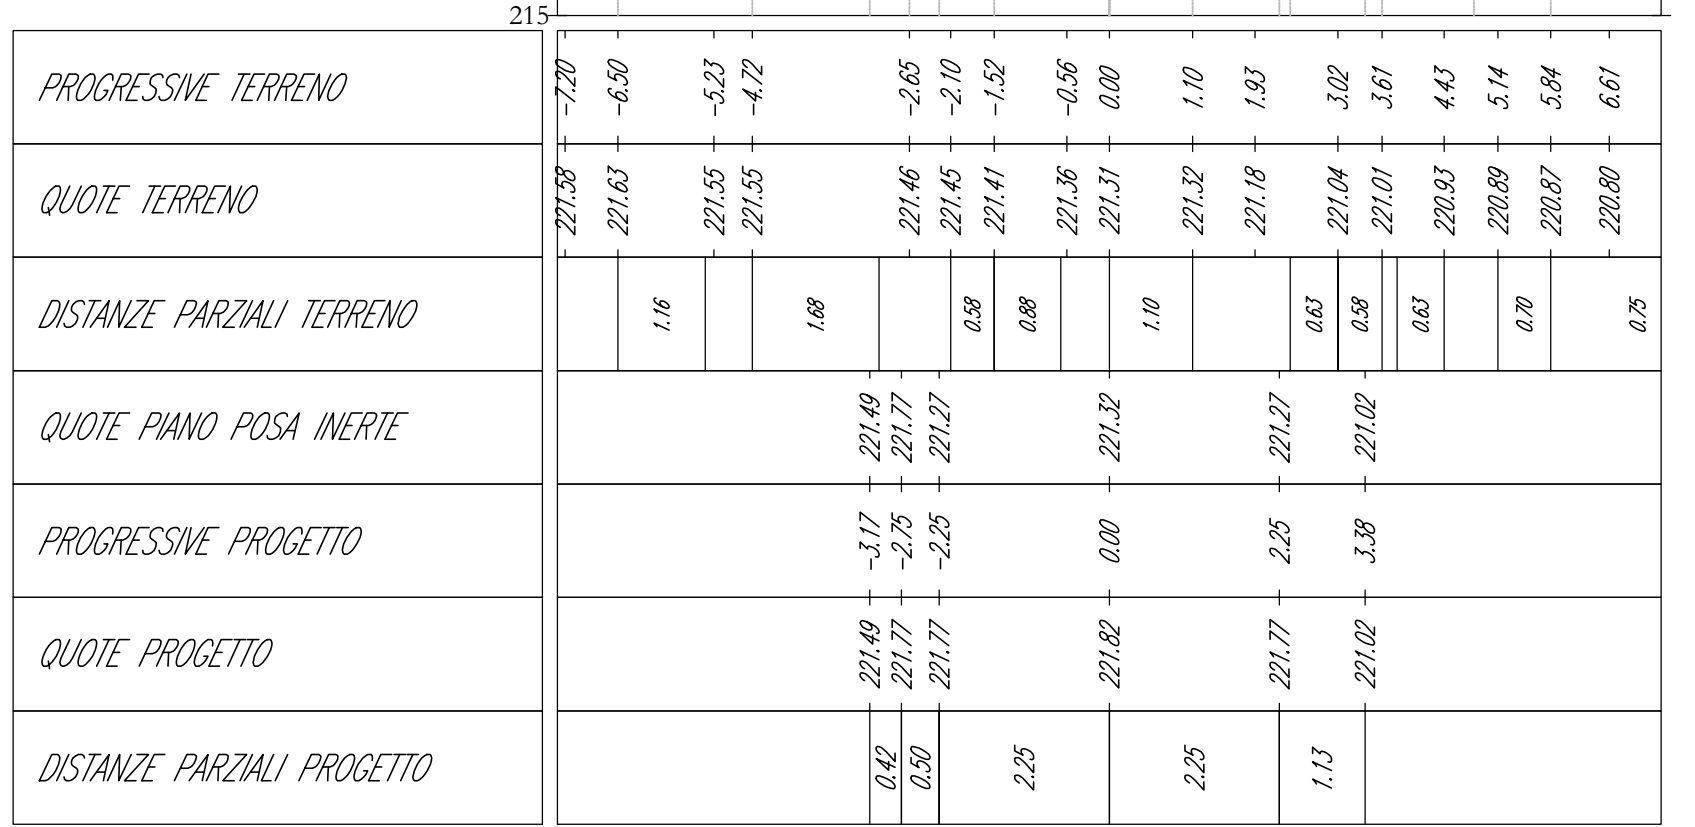 215
PROGRESSIVE TERRENO -7.20 -6.50 -5.23 -4.72 -2.65 -2.10 -1.52 -0.56 0.00 1.10 1.93 3.02 3.61 4.43 5.14 5.84 6.61
QUOTE TERRENO 221.58 221.63 221.55 221.55 221.46 221.45 221.41 221.36 221.31 221.32 221.18 221.04 221.01 220.93 220.89 220.87 220.80
DISTANZE PARZIALI TERRENO 1.16 1.68 0.58 0.88 1.10 0.63 0.58 0.63 0.70 0.75
QUOTE PIANO POSA INERTE 221.49 221.77 221.27 221.32 221.27 221.02
PROGRESSIVE PROGETTO -3.17 -2.75 -2.25 0.00 2.25 3.38
QUOTE PROGETTO 221.49 221.77 221.77 221.82 221.77 221.02
DISTANZE PARZIALI PROGETTO 0.42 0.50 2.25 2.25 1.13